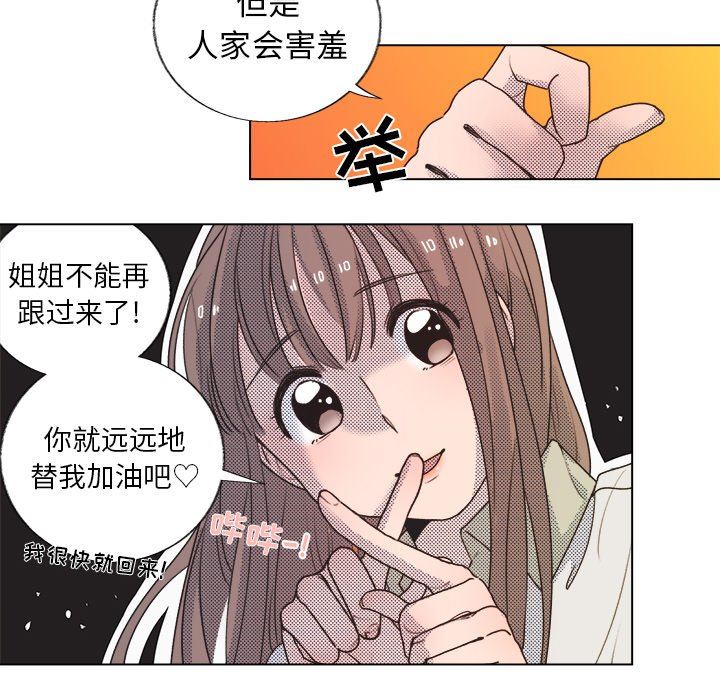 但是
人家会害羞
举
姐姐不能再
跟过来了!
你就远远地
替我加油吧♡
哔哔-!
我很快就回来!